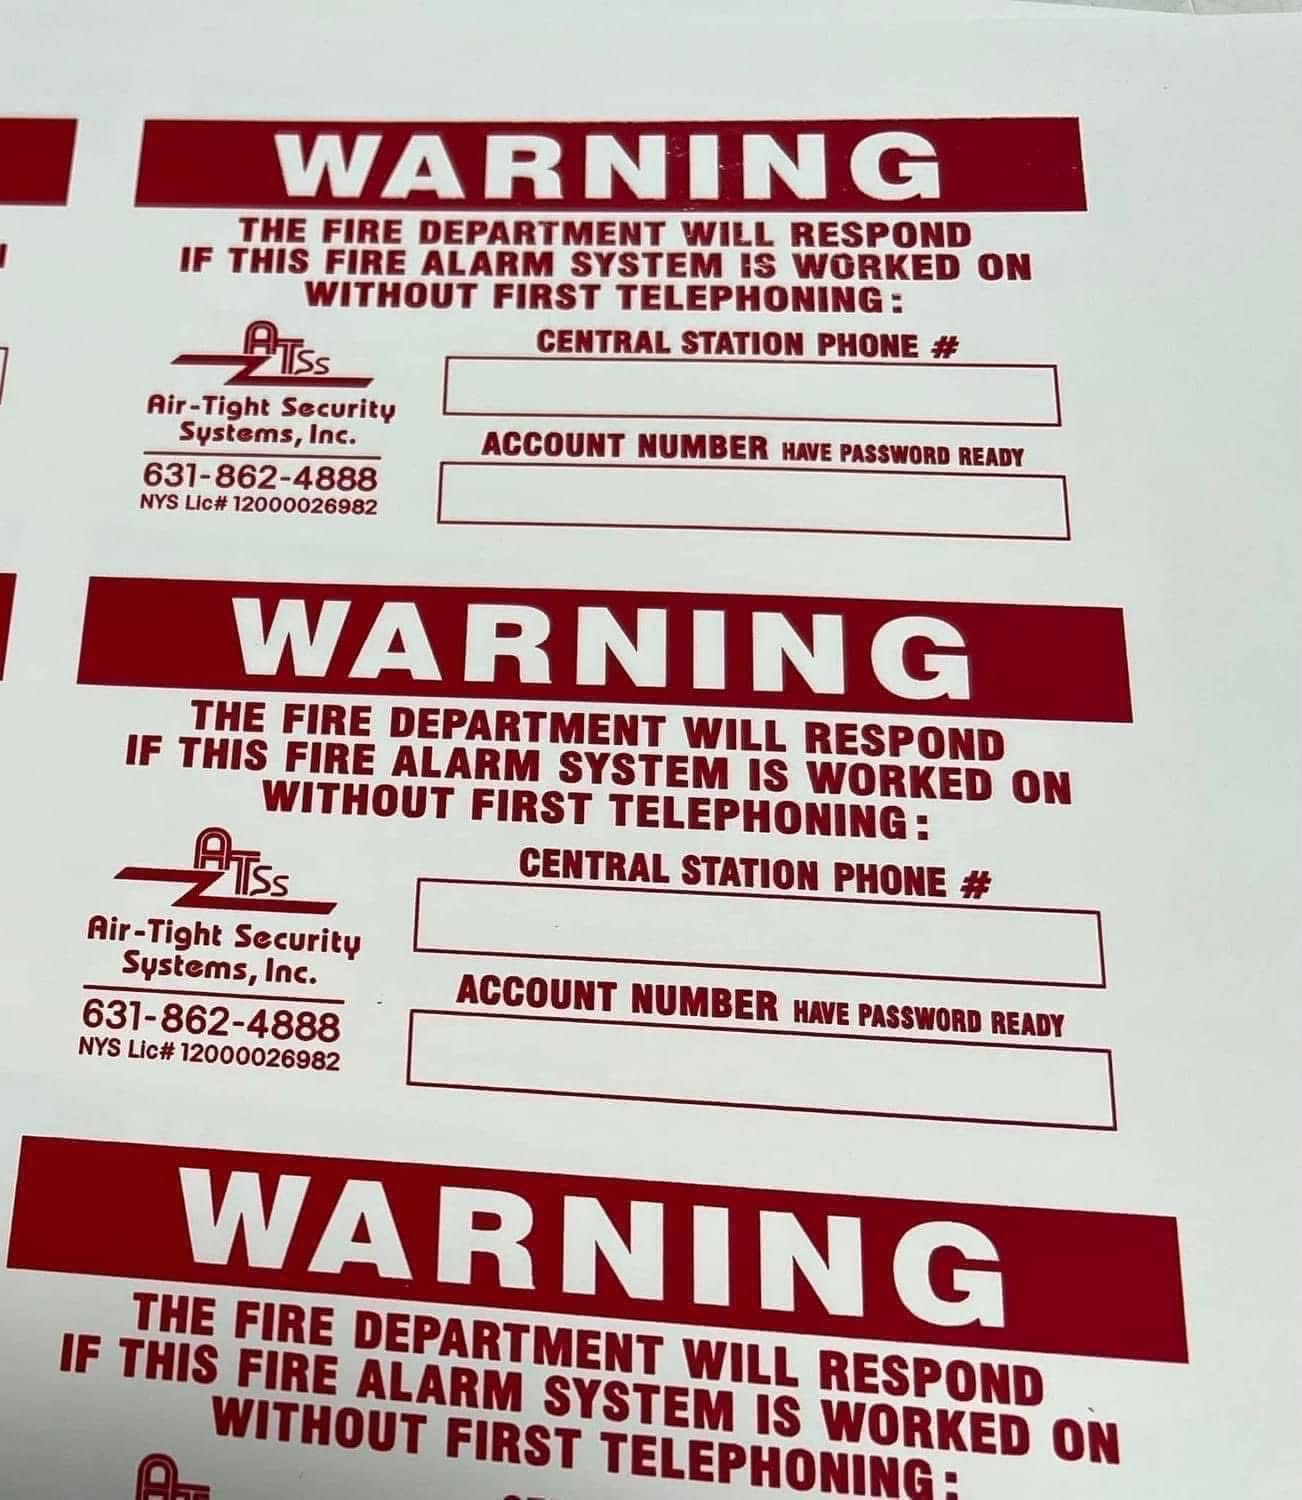 WARNING
THE FIRE DEPARTMENT WILL RESPOND
IF THIS FIRE ALARM SYSTEM IS WORKED ON
WITHOUT FIRST TELEPHONING:
ATSS
Air-Tight Security
Systems, Inc.
631-862-4888
NYS Lic# 12000026982
CENTRAL STATION PHONE #
ACCOUNT NUMBER HAVE PASSWORD READY
WARNING
THE FIRE DEPARTMENT WILL RESPOND
IF THIS FIRE ALARM SYSTEM IS WORKED ON
WITHOUT FIRST TELEPHONING:
ATSS
Air-Tight Security
Systems, Inc.
631-862-4888
NYS Lic# 12000026982
CENTRAL STATION PHONE #
ACCOUNT NUMBER HAVE PASSWORD READY
WARNING
THE FIRE DEPARTMENT WILL RESPOND
IF THIS FIRE ALARM SYSTEM IS WORKED ON
WITHOUT FIRST TELEPHONING: